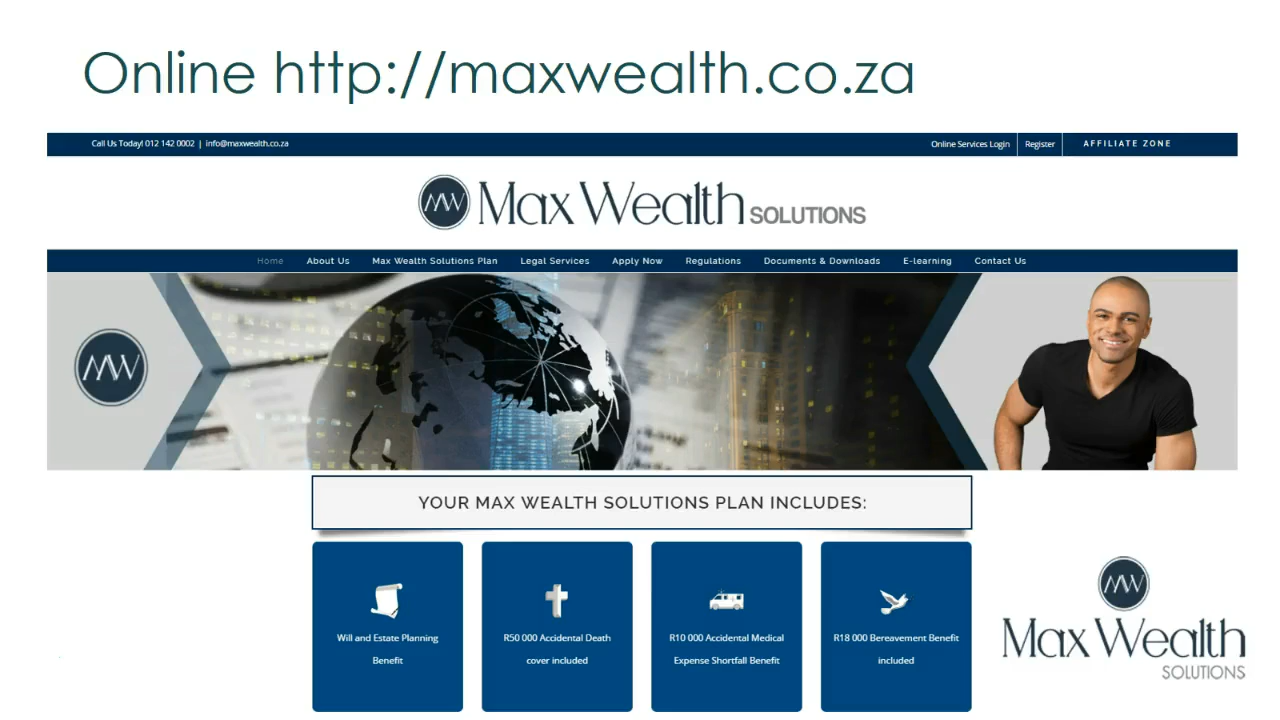 Online http://maxwealth.co.za
Call Us Today! 012 142 0002 | info@maxwealth.co.za
Online Services Login
Register
AFFILIATE ZONE
MW Max Wealth SOLUTIONS
Home About Us Max Wealth Solutions Plan Legal Services Apply Now Regulations Documents & Downloads E-learning Contact Us
MW
YOUR MAX WEALTH SOLUTIONS PLAN INCLUDES:
Will and Estate Planning
Benefit
R50 000 Accidental Death
cover included
R10 000 Accidental Medical
Expense Shortfall Benefit
R18 000 Bereavement Benefit
included
MW
Max Wealth
SOLUTIONS